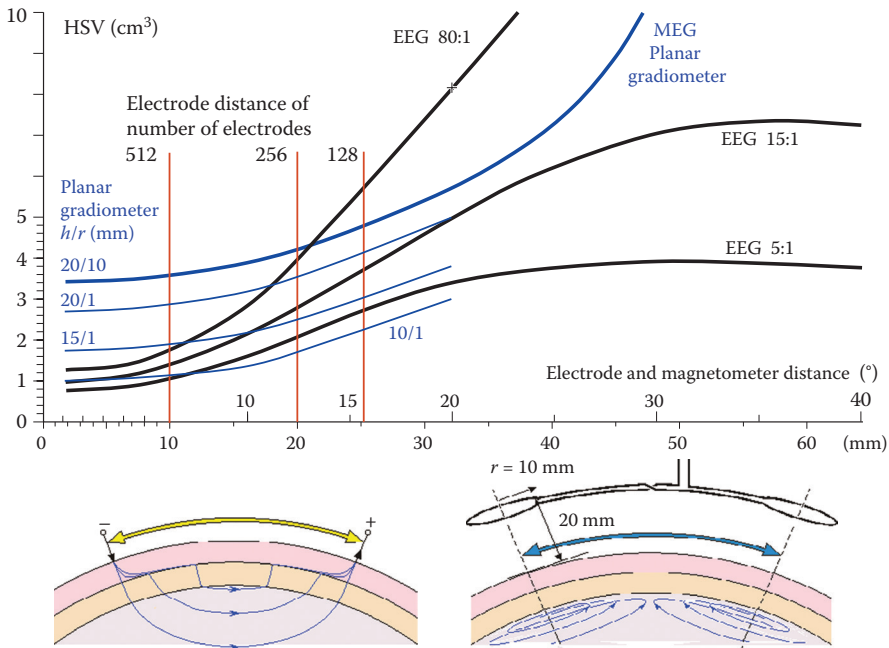 10
HSV (cm³)
EEG 80:1
MEG
Planar
gradiometer
Electrode distance of
number of electrodes
512
256
128
EEG 15:1
Planar
gradiometer
h/r (mm)
5
20/10
4
EEG 5:1
20/1
3
15/1
2
10/1
1
Electrode and magnetometer distance (°)
10
15
20
30
40
0
0
10
20
30
40
50
60
(mm)
r = 10 mm
20 mm
−
+